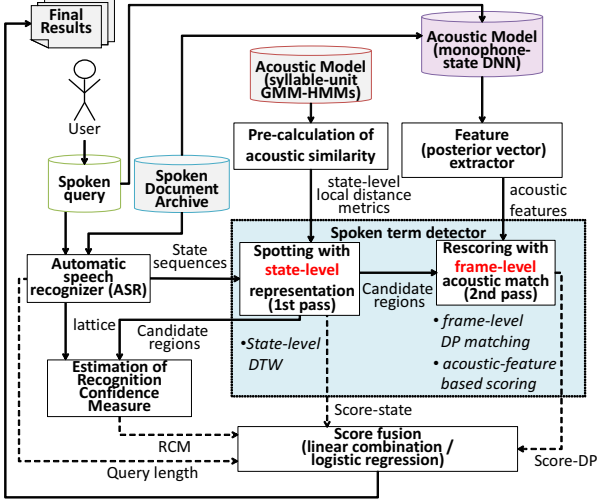 Final
Results
User
Spoken
query
Spoken
Document
Archive
Acoustic Model
(syllable-unit
GMM-HMMs)
Acoustic Model
(monophone-
state DNN)
Pre-calculation of
acoustic similarity
Feature
(posterior vector)
extractor
state-level
local distance
metrics
acoustic
features
Spoken term detector
Automatic
speech
recognizer (ASR)
State
sequences
Spotting with
state-level
representation
(1st pass)
Candidate
regions
Rescoring with
frame-level
acoustic match
(2nd pass)
lattice
Candidate
regions
• State-level
DTW
• frame-level
DP matching
• acoustic-feature
based scoring
Estimation of
Recognition
Confidence
Measure
Score-state
RCM
Query length
Score fusion
(linear combination /
logistic regression)
Score-DP